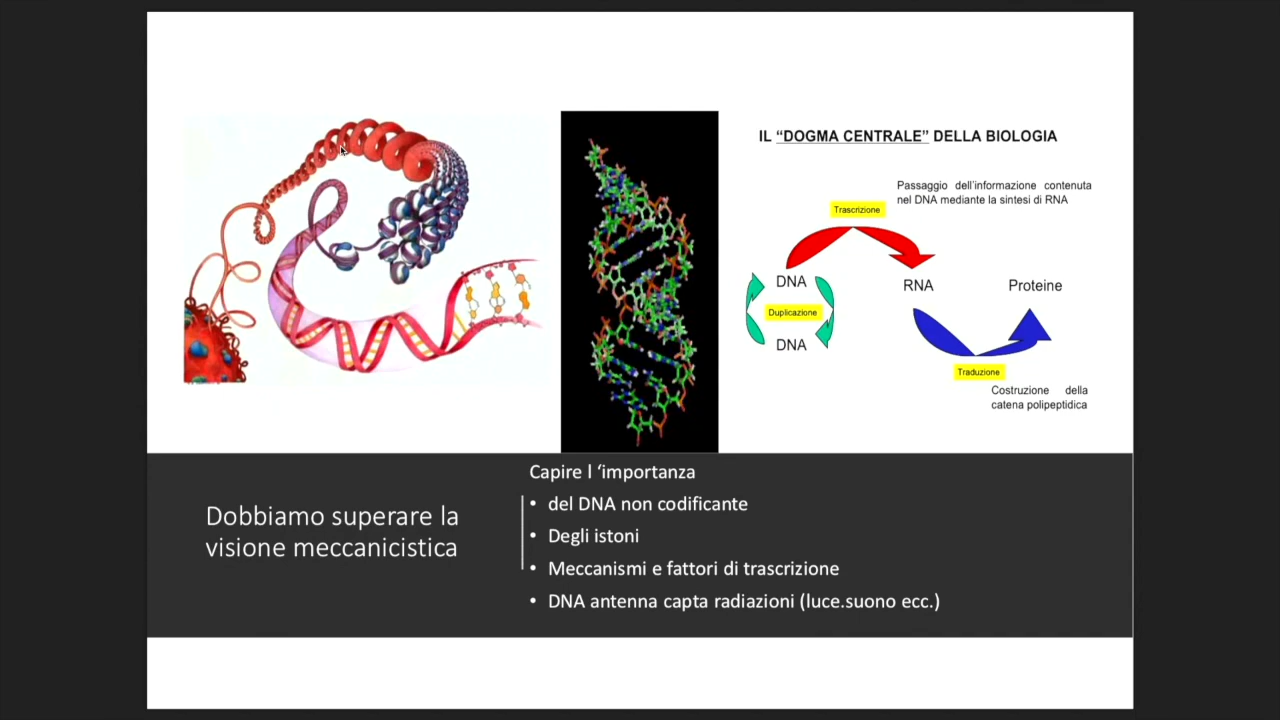 IL “DOGMA CENTRALE” DELLA BIOLOGIA
Passaggio dell'informazione contenuta
nel DNA mediante la sintesi di RNA
Trascrizione
DNA
RNA
Proteine
Duplicazione
DNA
Traduzione
Costruzione della
catena polipeptidica
Dobbiamo superare la
visione meccanicistica
Capire l ‘importanza
• del DNA non codificante
• Degli istoni
• Meccanismi e fattori di trascrizione
• DNA antenna capta radiazioni (luce.suono ecc.)